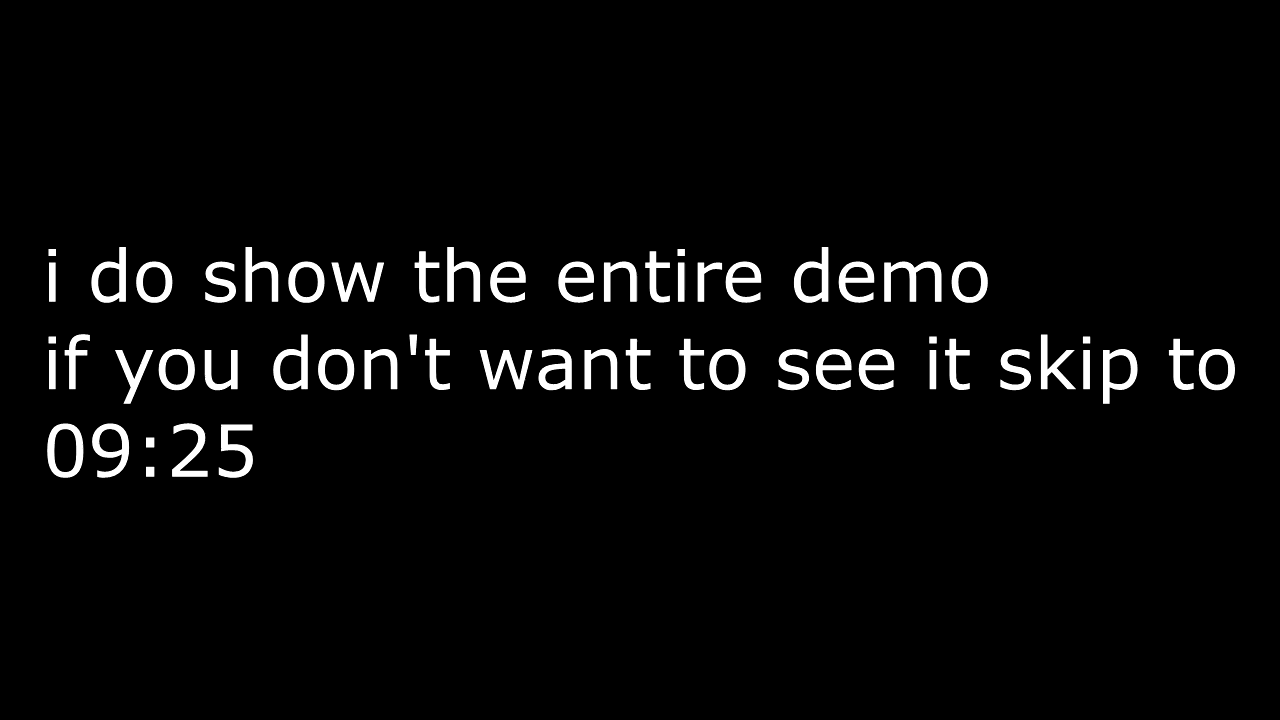 i do show the entire demo
if you don't want to see it skip to
09:25